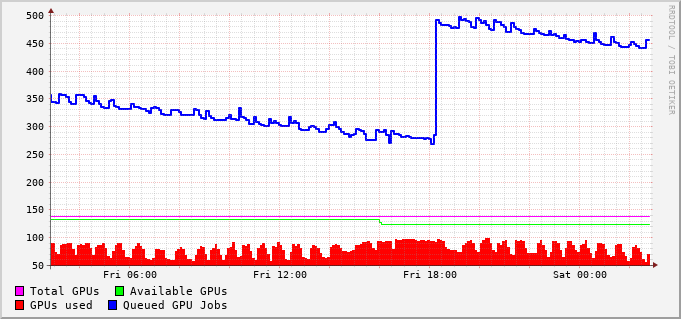 500
450
400
350
300
250
200
150
100
50
Fri 06:00
Fri 12:00
Fri 18:00
Sat 00:00
Total GPUs
Available GPUs
GPUs used
Queued GPU Jobs
RRDTOOL / TOBI OETIKER